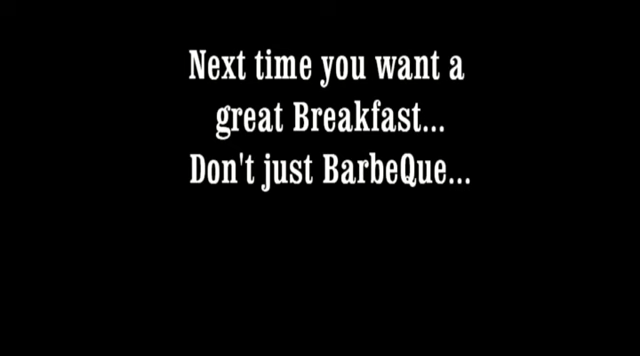 Next time you want a
great Breakfast...
Don't just BarbeQue...